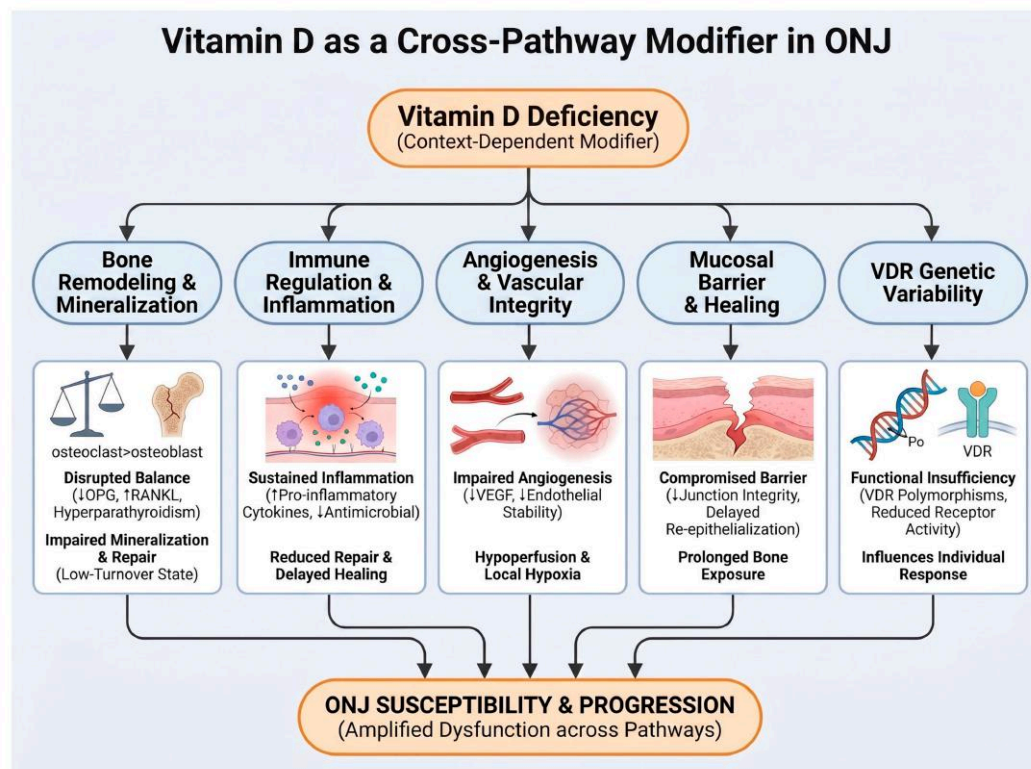 Vitamin D as a Cross-Pathway Modifier in ONJ
Vitamin D Deficiency
(Context-Dependent Modifier)
Bone
Remodeling &
Mineralization
Immune
Regulation &
Inflammation
Angiogenesis
& Vascular
Integrity
Mucosal
Barrier
& Healing
VDR Genetic
Variability
osteoclast>osteoblast
Disrupted Balance
(↓OPG, ↑RANKL,
Hyperparathyroidism)
Impaired Mineralization
& Repair
(Low-Turnover State)
Sustained Inflammation
(↑Pro-inflammatory
Cytokines, ↓Antimicrobial)
Reduced Repair &
Delayed Healing
Impaired Angiogenesis
(↓VEGF, ↓Endothelial
Stability)
Hypoperfusion &
Local Hypoxia
Compromised Barrier
(↓Junction Integrity,
Delayed
Re-epithelialization)
Prolonged Bone
Exposure
Po
VDR
Functional Insufficiency
(VDR Polymorphisms,
Reduced Receptor
Activity)
Influences Individual
Response
ONJ SUSCEPTIBILITY & PROGRESSION
(Amplified Dysfunction across Pathways)